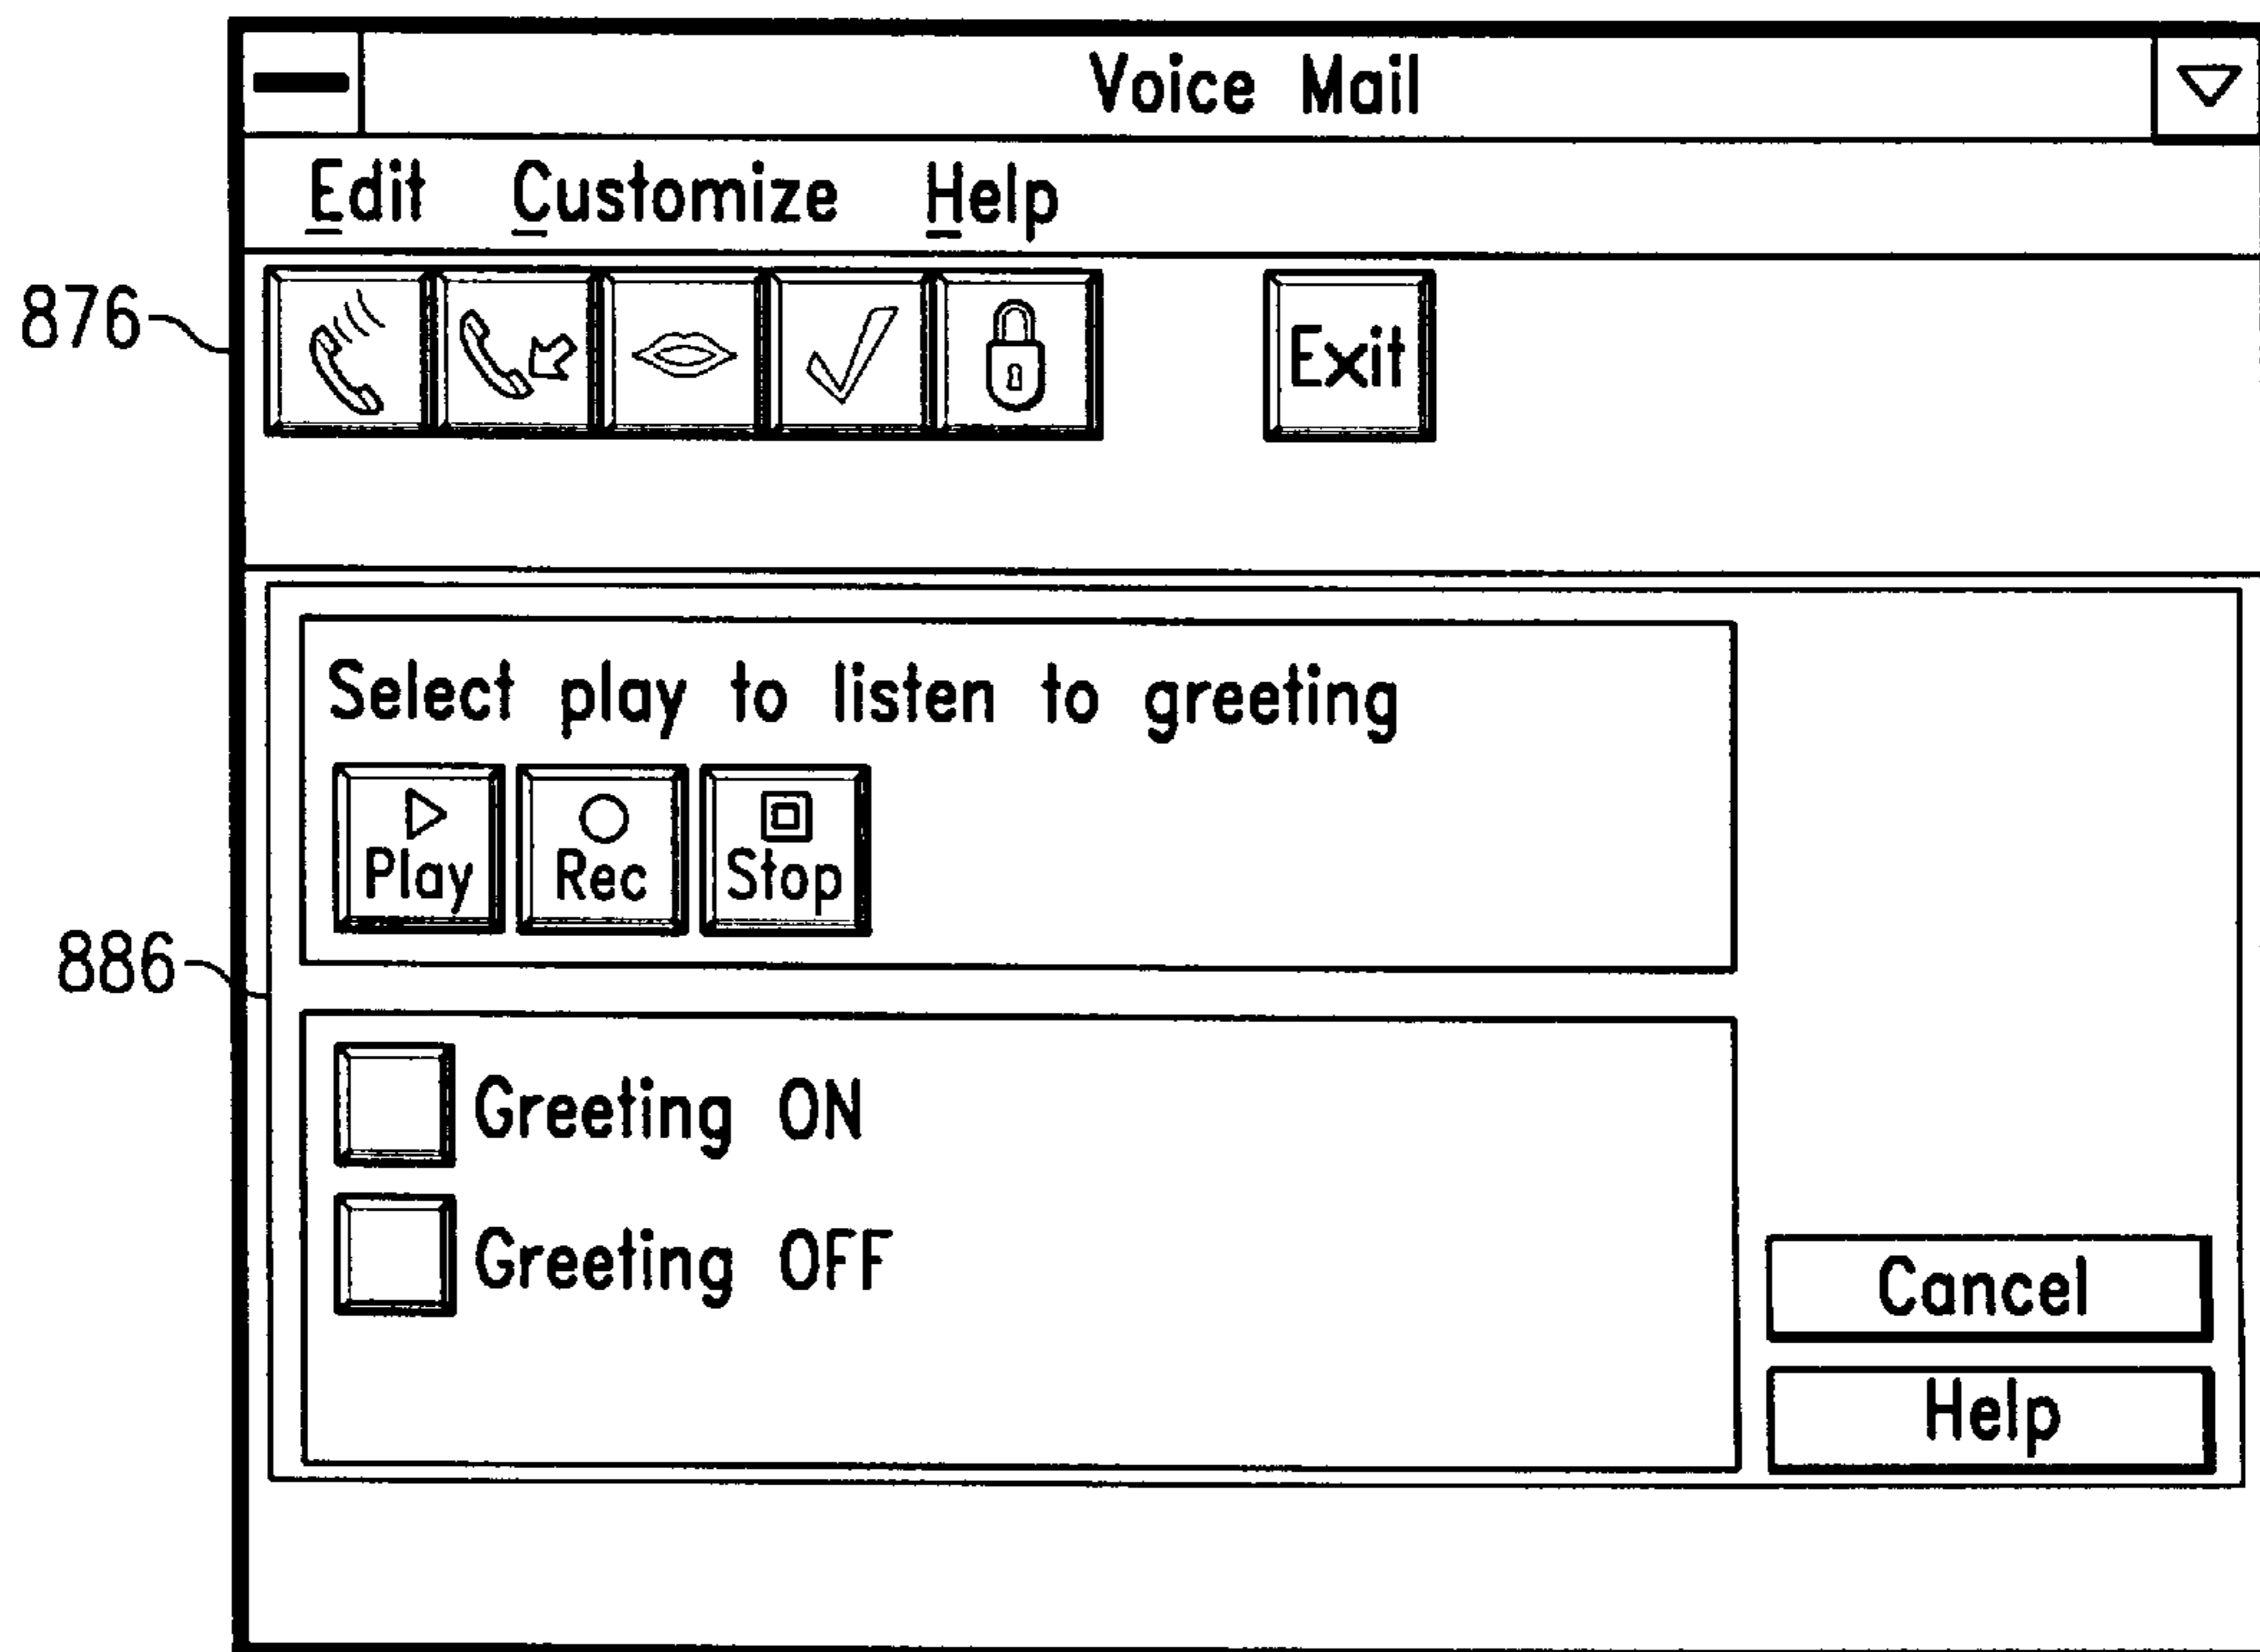 Voice Mail
Edit Customize Help
876
Exit
Select play to listen to greeting
Play Rec Stop
886
Greeting ON
Greeting OFF
Cancel
Help